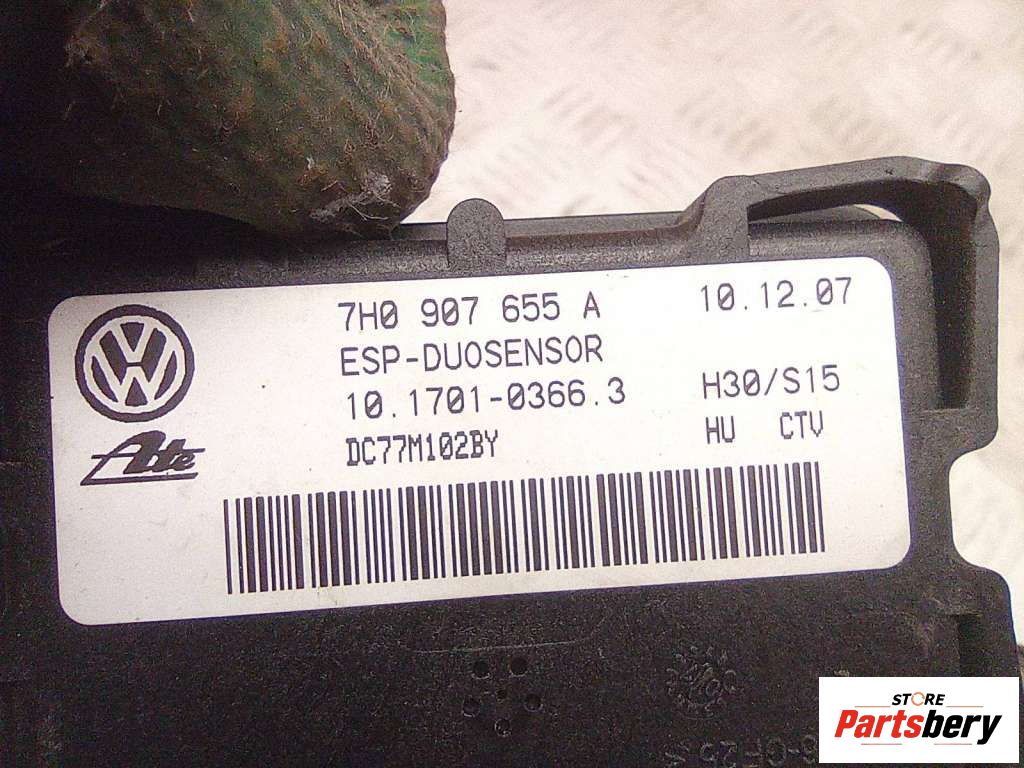 7H0 907 655 A 10.12.07
ESP-DUOSENSOR
10.1701-0366.3 H30/S15
DC77M102BY HU CTV
Ate
STORE
Partsbery